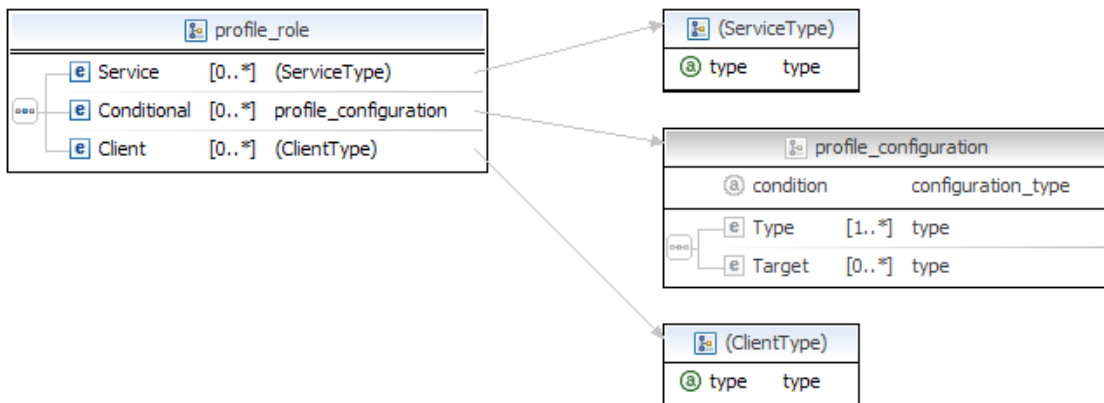 profile_role
e Service [0..*] (ServiceType)
e Conditional [0..*] profile_configuration
e Client [0..*] (ClientType)
(ServiceType)
a type type
profile_configuration
a condition configuration_type
e Type [1..*] type
e Target [0..*] type
(ClientType)
a type type